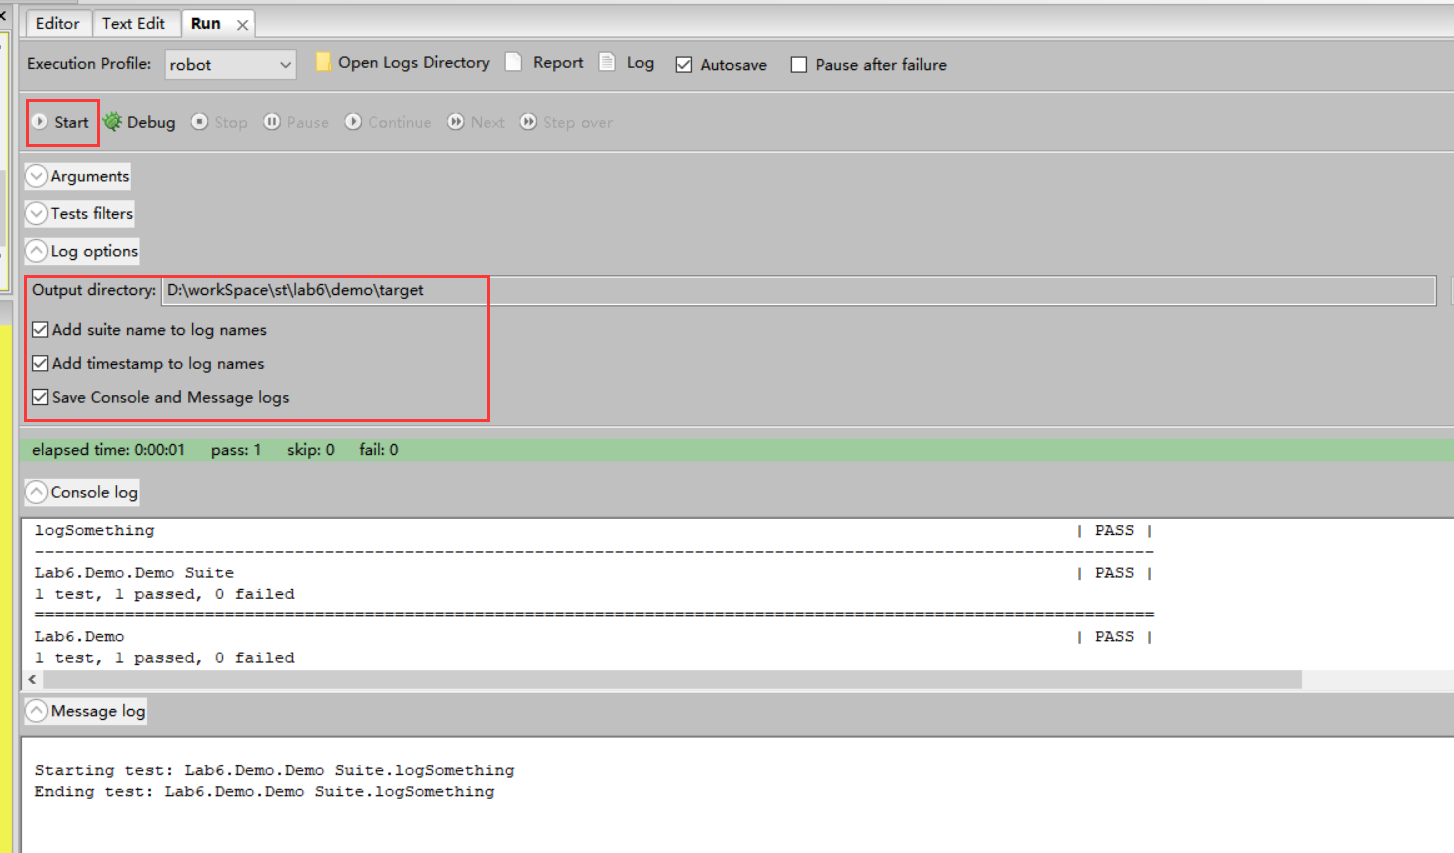 Editor Text Edit Run
Execution Profile: robot Open Logs Directory Report Log Autosave Pause after failure
Start Debug Stop Pause Continue Next Step over
Arguments
Tests filters
Log options
Output directory: D:\workSpace\st\lab6\demo\target
Add suite name to log names
Add timestamp to log names
Save Console and Message logs
elapsed time: 0:00:01 pass: 1 skip: 0 fail: 0
Console log
logSomething | PASS |
------------------------------------------------------------------------------
Lab6.Demo.Demo Suite | PASS |
1 test, 1 passed, 0 failed
==============================================================================
Lab6.Demo | PASS |
1 test, 1 passed, 0 failed
Message log
Starting test: Lab6.Demo.Demo Suite.logSomething
Ending test: Lab6.Demo.Demo Suite.logSomething